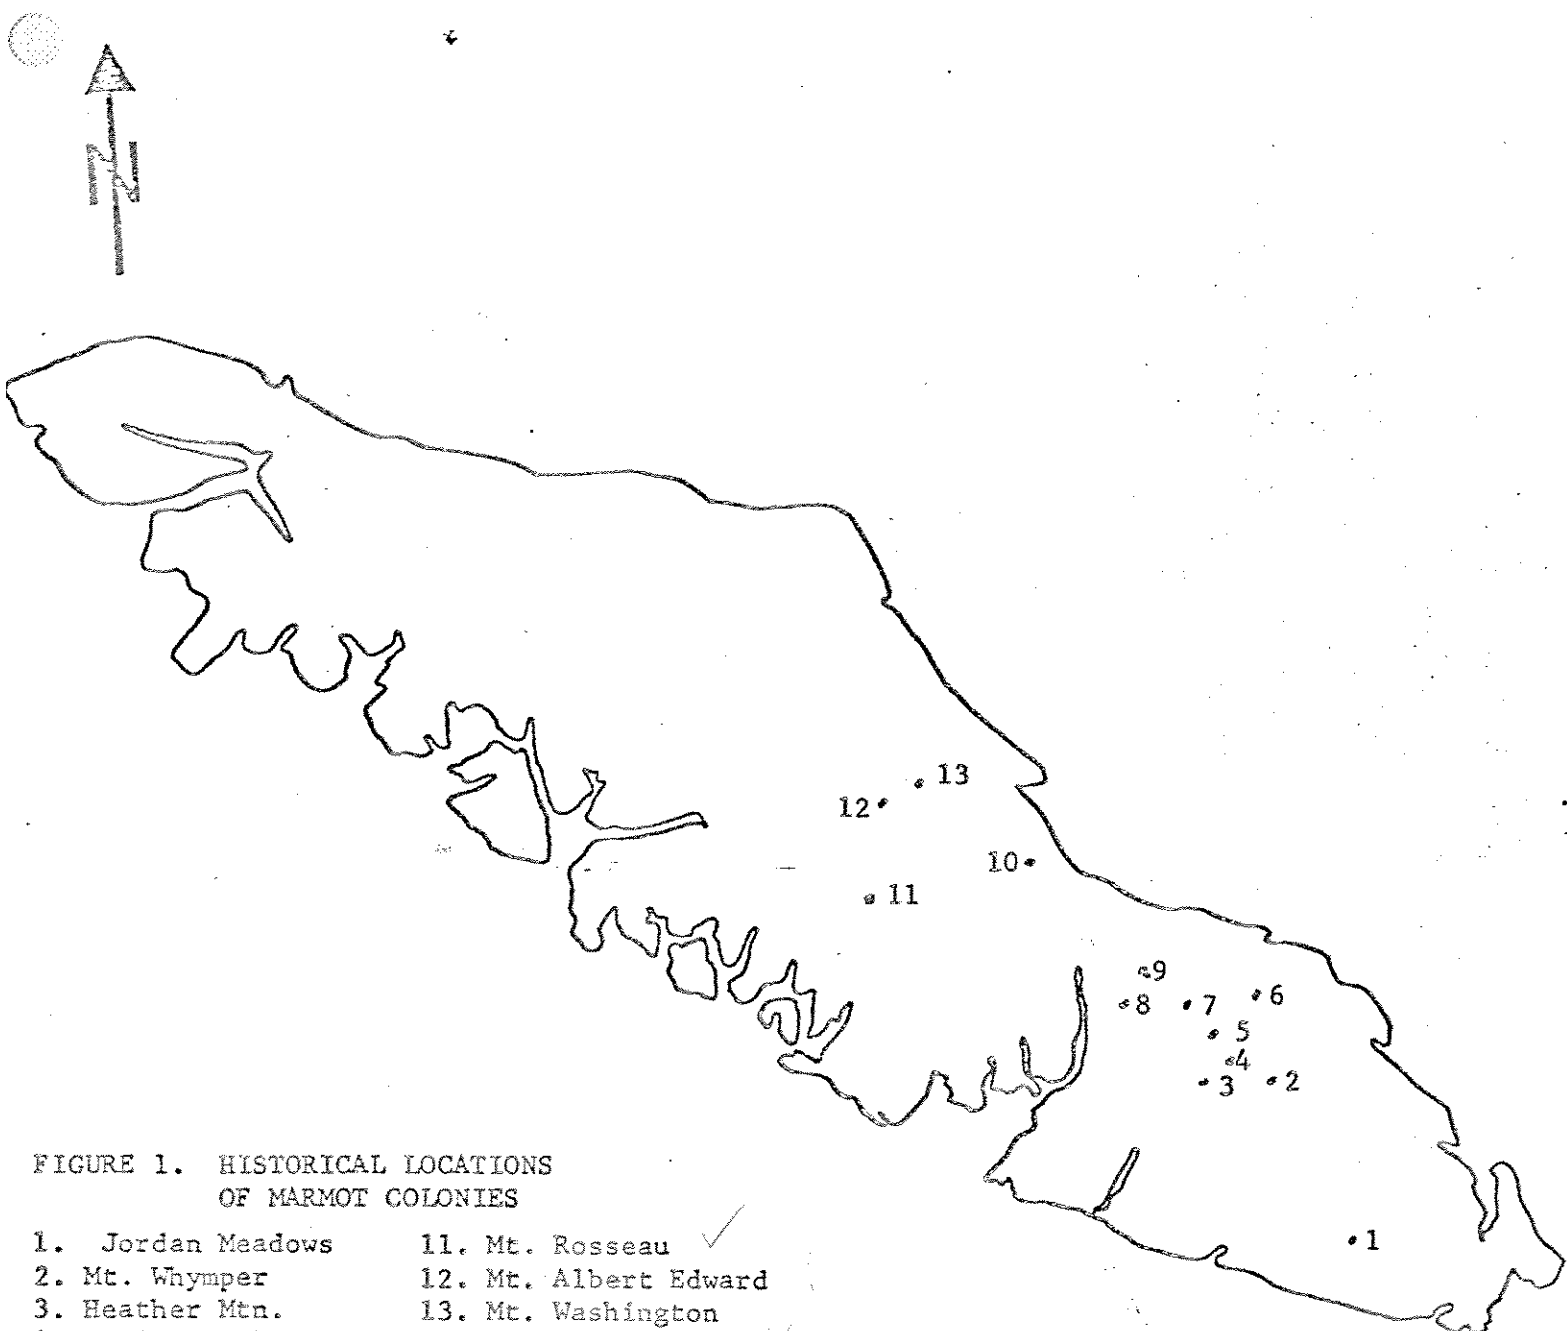 N
13
12
10
11
9
8
7
6
5
4
3
2
1
FIGURE 1. HISTORICAL LOCATIONS
OF MARMOT COLONIES
1. Jordan Meadows
2. Mt. Whymper
3. Heather Mtn.
11. Mt. Rosseau
12. Mt. Albert Edward
13. Mt. Washington